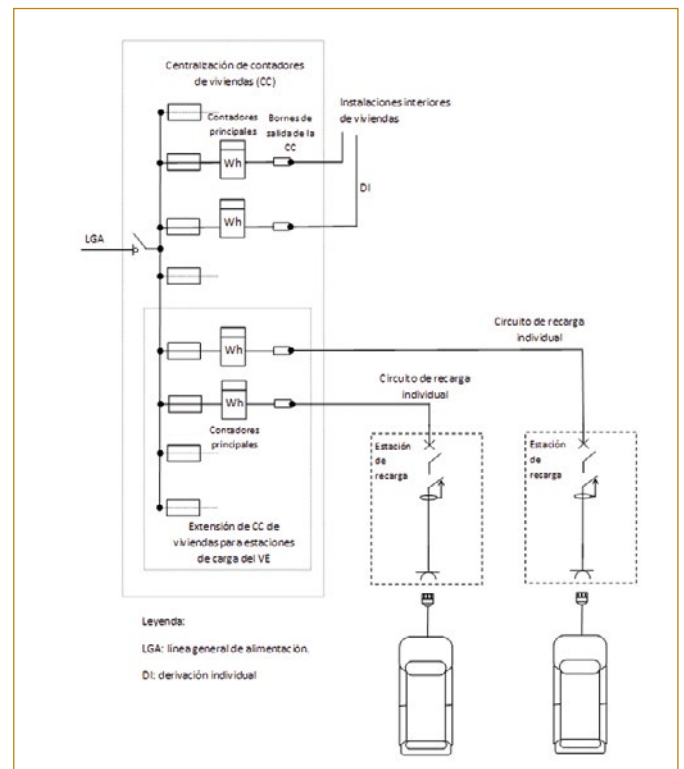 Centralización de contadores
de viviendas (CC)
Instalaciones interiores
de viviendas
Contadores
principales
Bornes de
salida de la
CC
Wh
DI
Wh
LGA
Circuito de recarga
individual
Wh
Circuito de recarga
individual
Wh
Contadores
principales
Estación
de
recarga
Estación
de
recarga
Extensión de CC de
viviendas para estaciones
de carga del VE
Leyenda:
LGA: línea general de alimentación.
DI: derivación individual